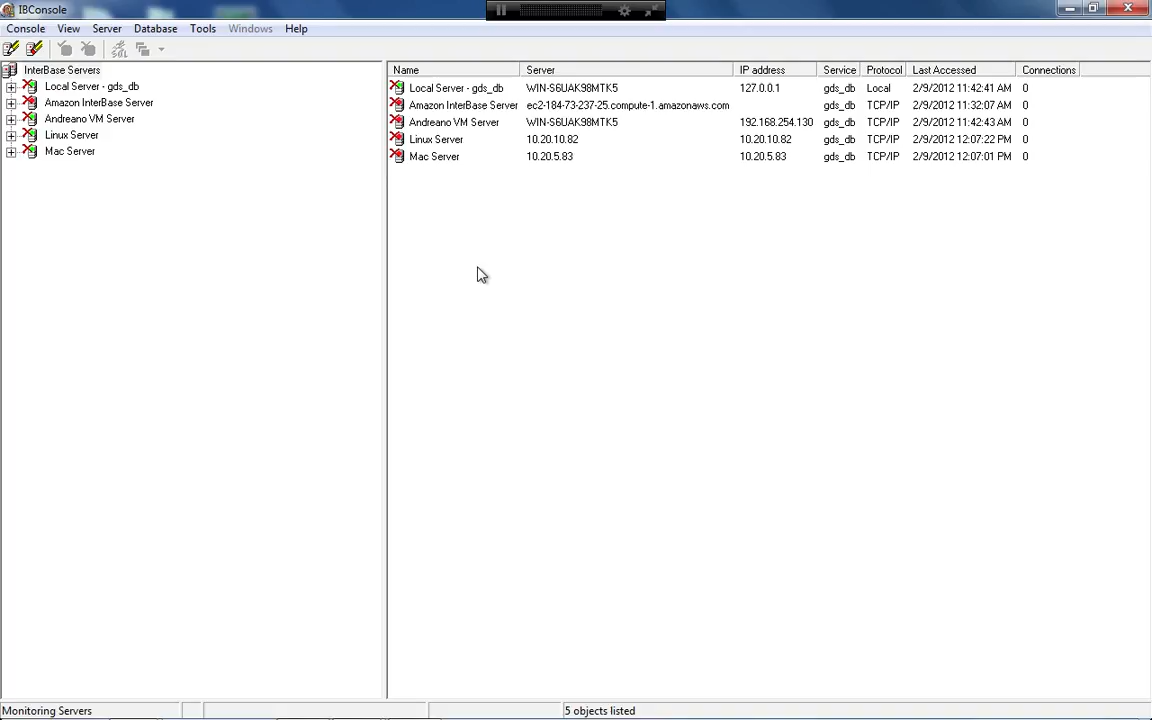 IBConsole
Console View Server Database Tools Windows Help
InterBase Servers
Local Server - gds_db
Amazon InterBase Server
Andreano VM Server
Linux Server
Mac Server
Name Server IP address Service Protocol Last Accessed Connections
Local Server - gds_db WIN-S6UAK98MTK5 127.0.0.1 gds_db Local 2/9/2012 11:42:41 AM 0
Amazon InterBase Server ec2-184-73-237-25.compute-1.amazonaws.com gds_db TCP/IP 2/9/2012 11:32:07 AM 0
Andreano VM Server WIN-S6UAK98MTK5 192.168.254.130 gds_db TCP/IP 2/9/2012 11:42:43 AM 0
Linux Server 10.20.10.82 10.20.10.82 gds_db TCP/IP 2/9/2012 12:07:22 PM 0
Mac Server 10.20.5.83 10.20.5.83 gds_db TCP/IP 2/9/2012 12:07:01 PM 0
Monitoring Servers 5 objects listed